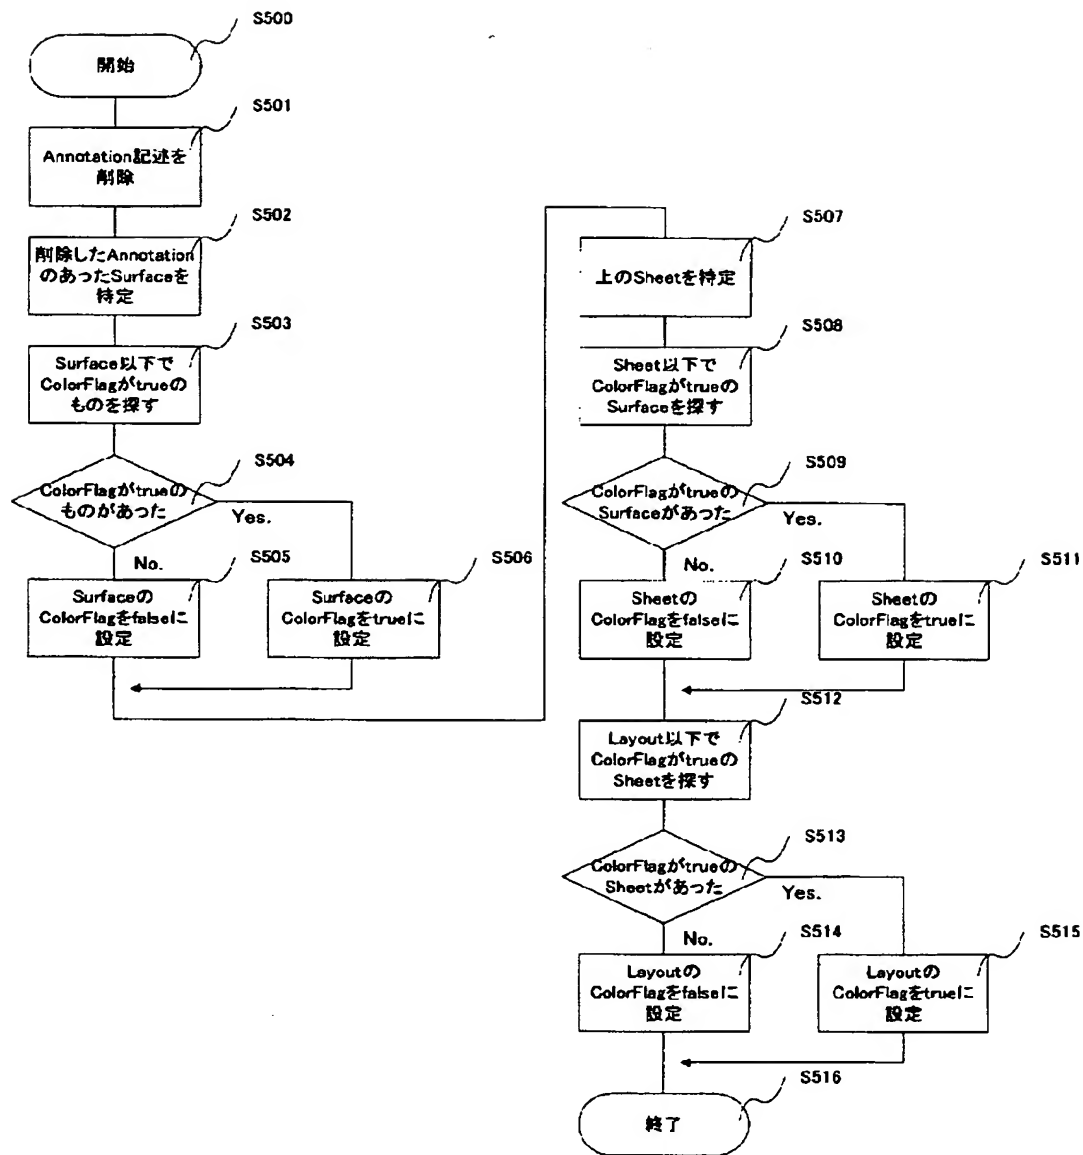 S500
開始
S501
Annotation記述を
削除
S502
削除したAnnotation
のあったSurfaceを
特定
S503
Surface以下で
ColorFlagがtrueの
ものを探す
S504
ColorFlagがtrueの
ものがあった
Yes.
No.
S505
Surfaceの
ColorFlagをfalseに
設定
S506
Surfaceの
ColorFlagをtrueに
設定
S507
上のSheetを特定
S508
Sheet以下で
ColorFlagがtrueの
Surfaceを探す
S509
ColorFlagがtrueの
Surfaceがあった
Yes.
No.
S510
Sheetの
ColorFlagをfalseに
設定
S511
Sheetの
ColorFlagをtrueに
設定
S512
Layout以下で
ColorFlagがtrueの
Sheetを探す
S513
ColorFlagがtrueの
Sheetがあった
Yes.
No.
S514
Layoutの
ColorFlagをfalseに
設定
S515
Layoutの
ColorFlagをtrueに
設定
S516
終了